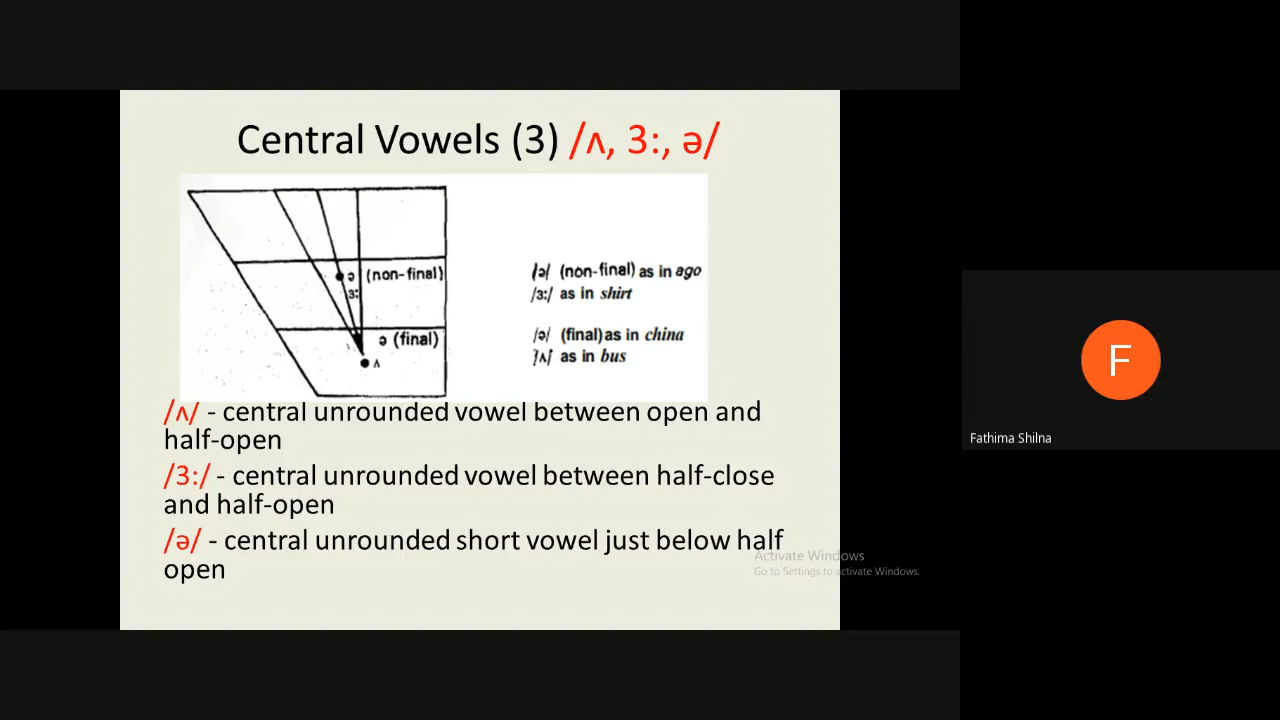 Central Vowels (3) /ʌ, 3:, ə/
ə (non-final)
3:
ə (final)
ʌ
/ə/ (non-final) as in ago
/3:/ as in shirt
/ə/ (final) as in china
/ʌ/ as in bus
/ʌ/ - central unrounded vowel between open and
half-open
/3:/ - central unrounded vowel between half-close
and half-open
/ə/ - central unrounded short vowel just below half
open
Activate Windows
Go to Settings to activate Windows.
F
Fathima Shilna